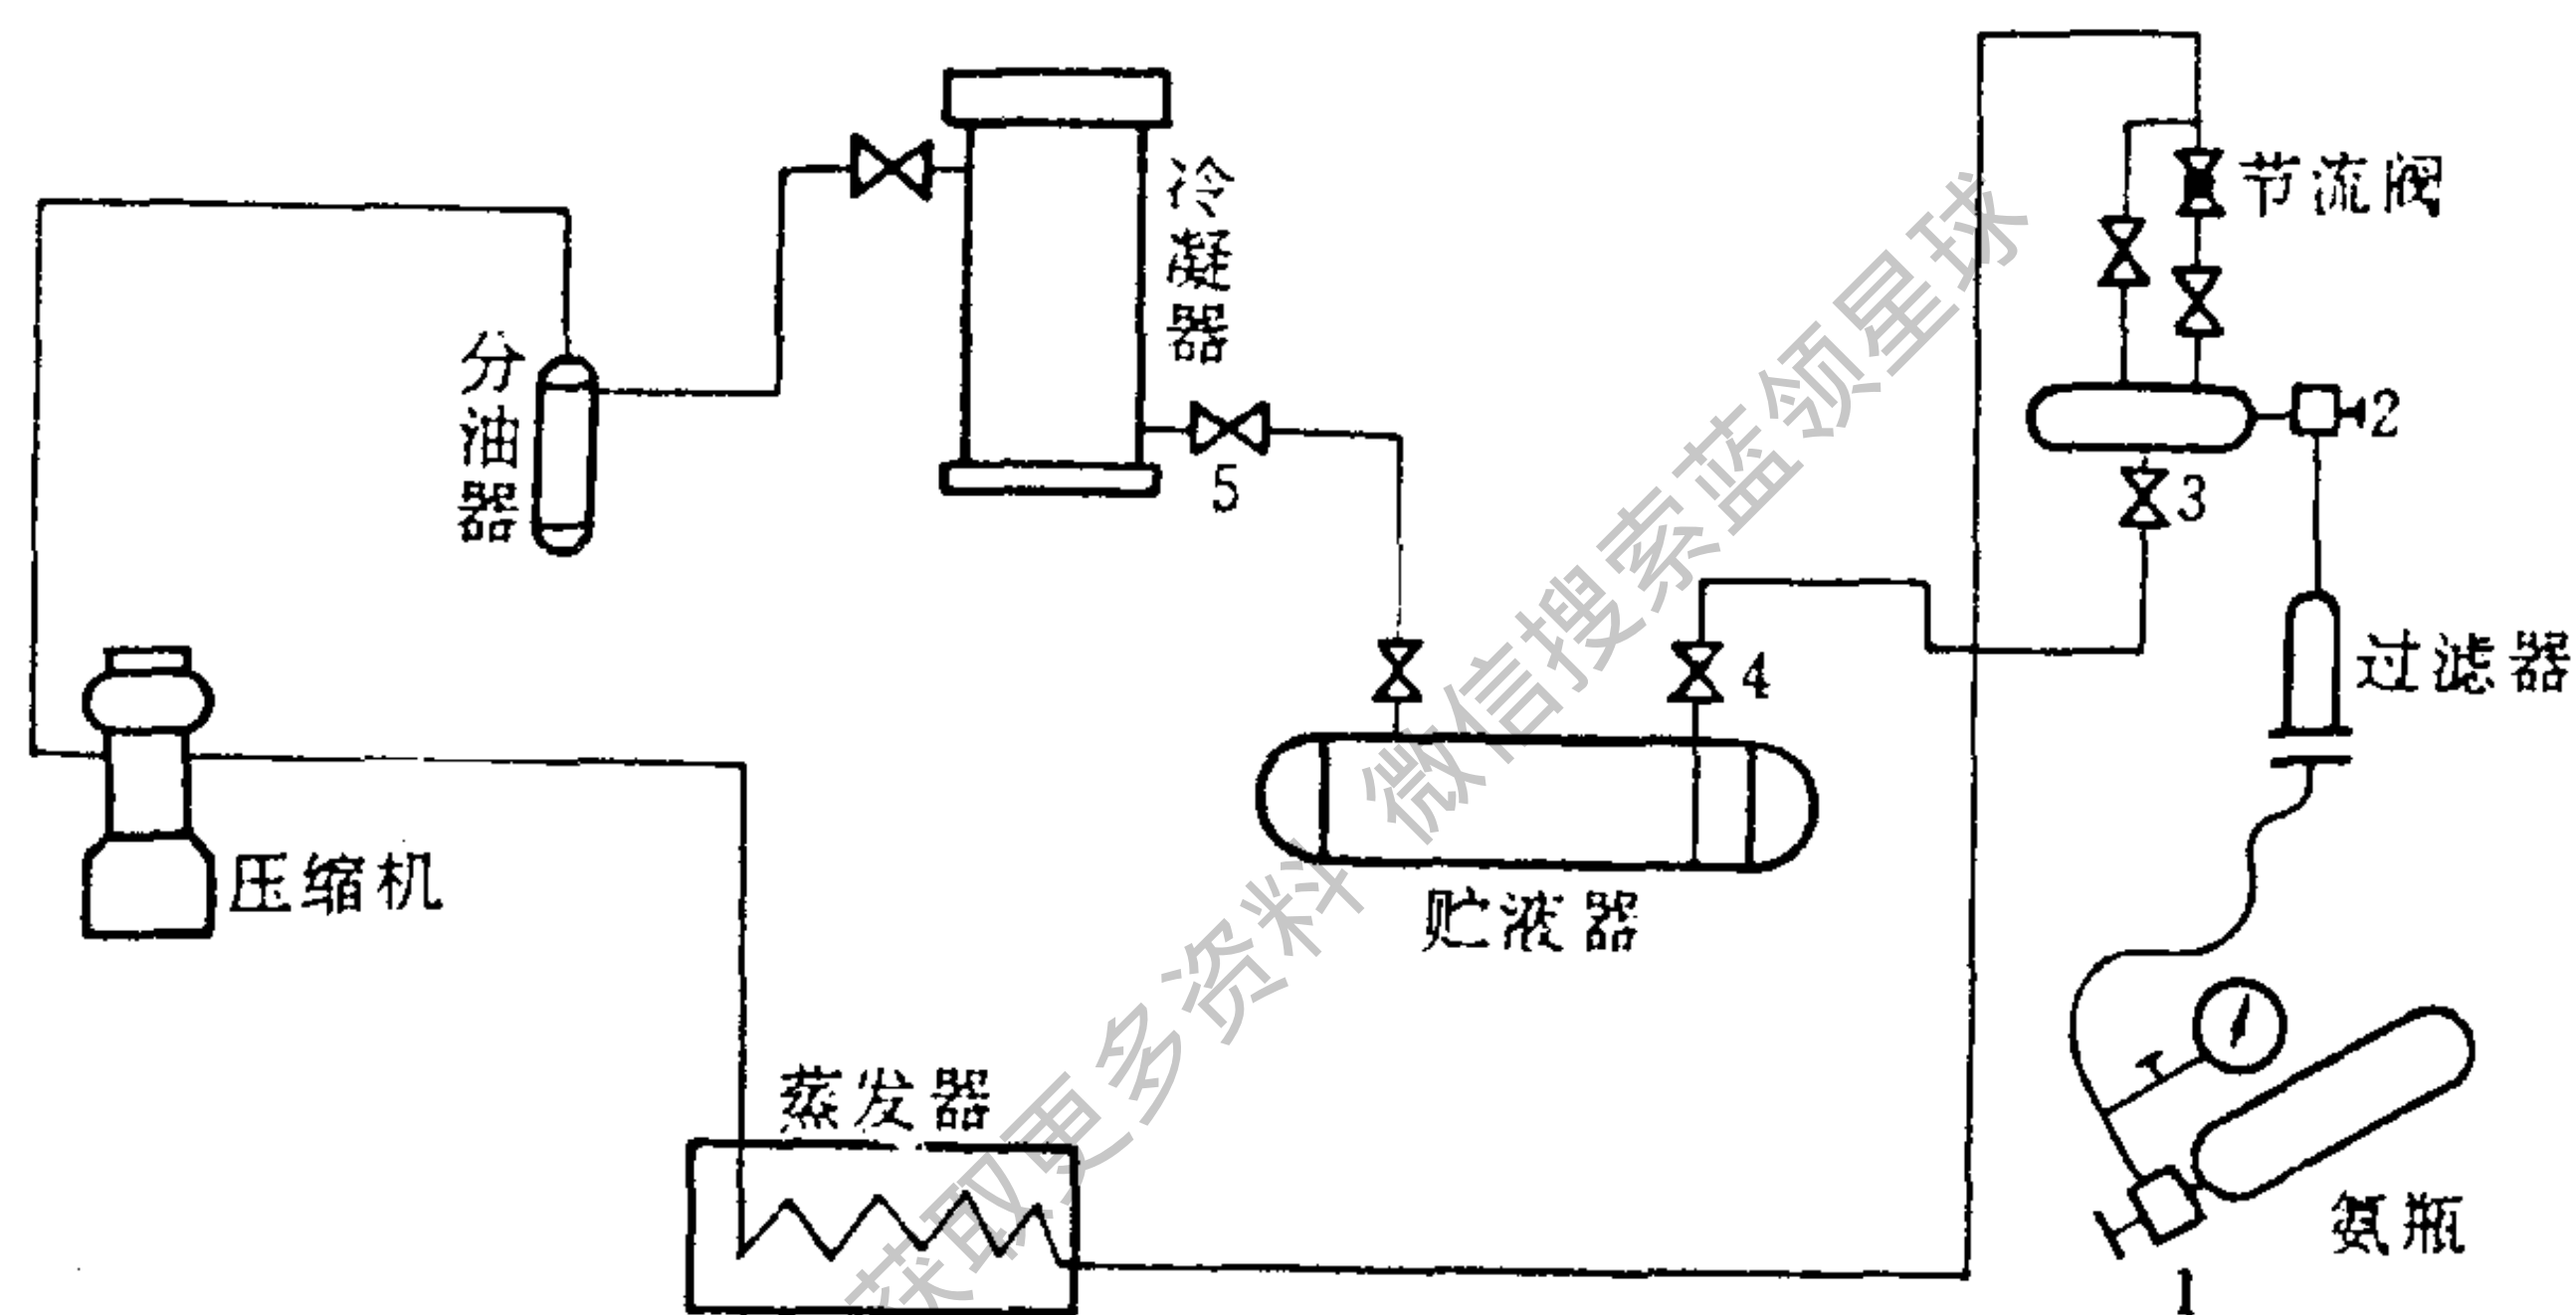 冷凝器
节流阀
分油器
2
5
3
过滤器
4
压缩机
贮液器
蒸发器
氨瓶
1
获取更多资料 微信搜索蓝领星球